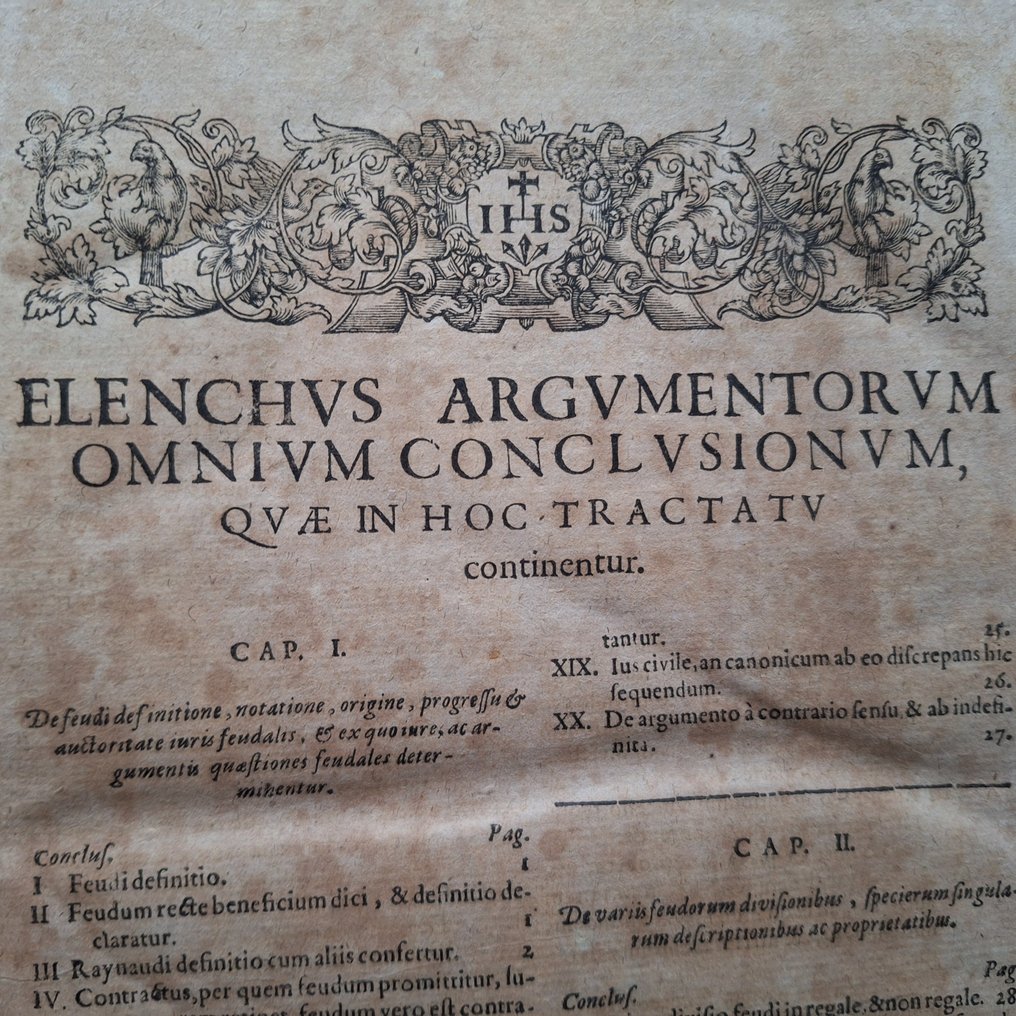 IHS
ELENCHVS ARGVMENTORVM
OMNIVM CONCLVSIONVM,
QVÆ IN HOC TRACTATV
continentur.
CAP. I.
De feudi definitione, notatione, origine, progreſſu &
auctoritate iuris feudalis, & ex quo iure, ac ar-
gumentis quæſtiones feudales deter-
minentur.
Concluſ. Pag.
I Feudi definitio. 1
II Feudum recte beneficium dici, & definitio de-
claratur. 1
III Raynaudi definitio cum aliis confertur. 2
IV. Contractus, per quem feudum promittitur, ſu-
feudum vero eſt contra-
tantur. 25.
XIX. Ius civile, an canonicum ab eo diſcrepans hic
ſequendum. 26.
XX. De argumento à contrario ſenſu, & ab indefi-
nita. 27.
CAP. II.
De variis feudorum diviſionibus, ſpecierum ſingula-
rum deſcriptionibus ac proprietatibus.
Concluſ. Pag
diviſio feudi in regale, & non regale. 28